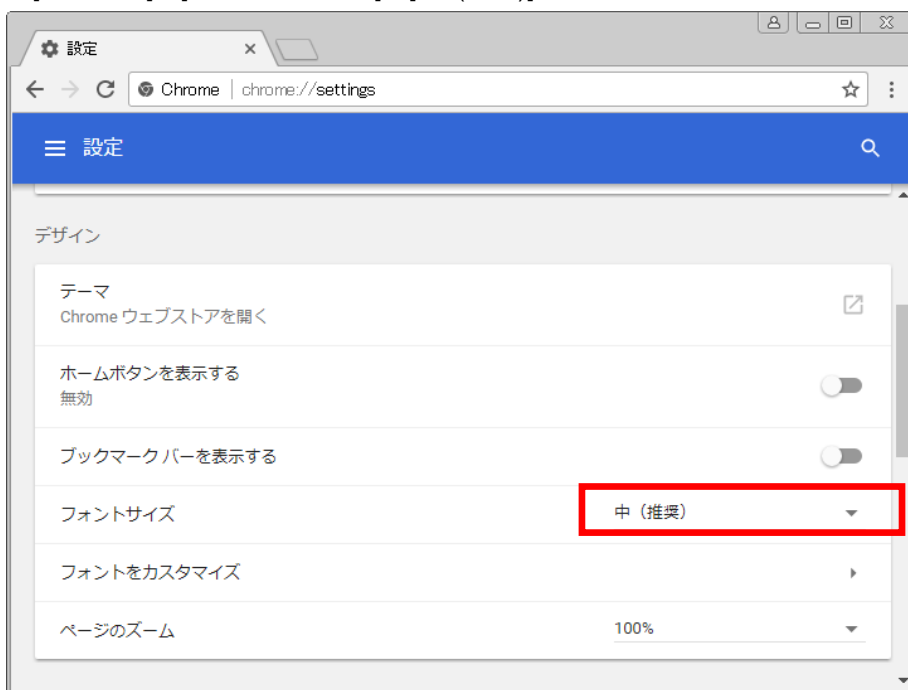 設定
Chrome | chrome://settings
設定
デザイン
テーマ
Chrome ウェブストアを開く
ホームボタンを表示する
無効
ブックマーク バーを表示する
フォントサイズ
中（推奨）
フォントをカスタマイズ
ページのズーム
100%